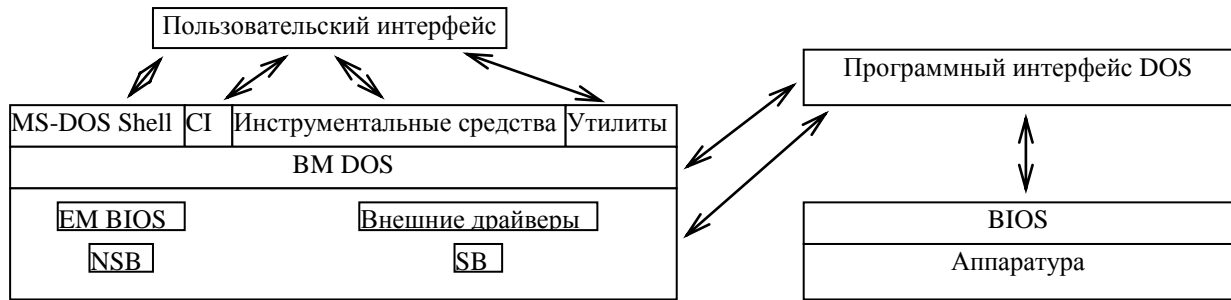 Пользовательский интерфейс
Программный интерфейс DOS
MS-DOS Shell CI Инструментальные средства Утилиты
BM DOS
EM BIOS Внешние драйверы
BIOS
NSB SB
Аппаратура